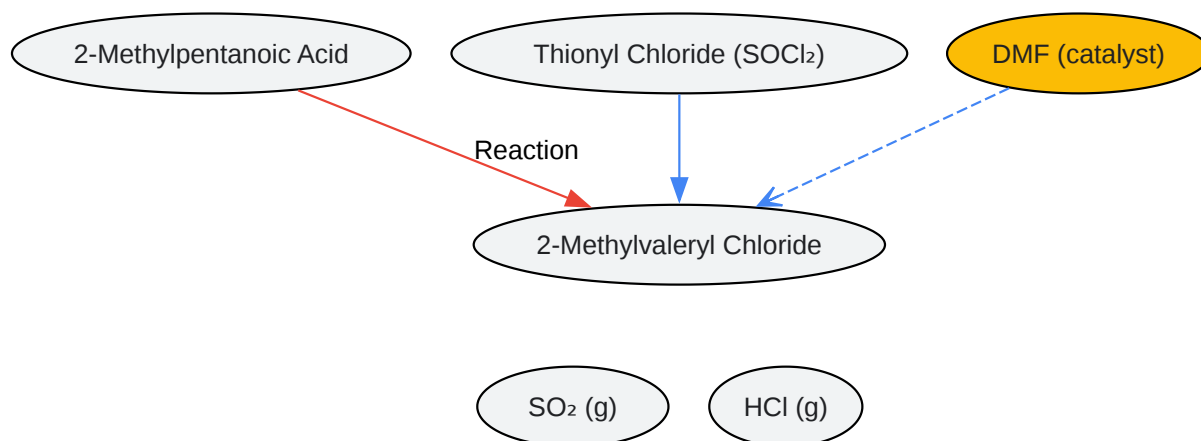 2-Methylpentanoic Acid
Thionyl Chloride (SOCl₂)
DMF (catalyst)
Reaction
2-Methylvaleryl Chloride
SO₂ (g)
HCl (g)